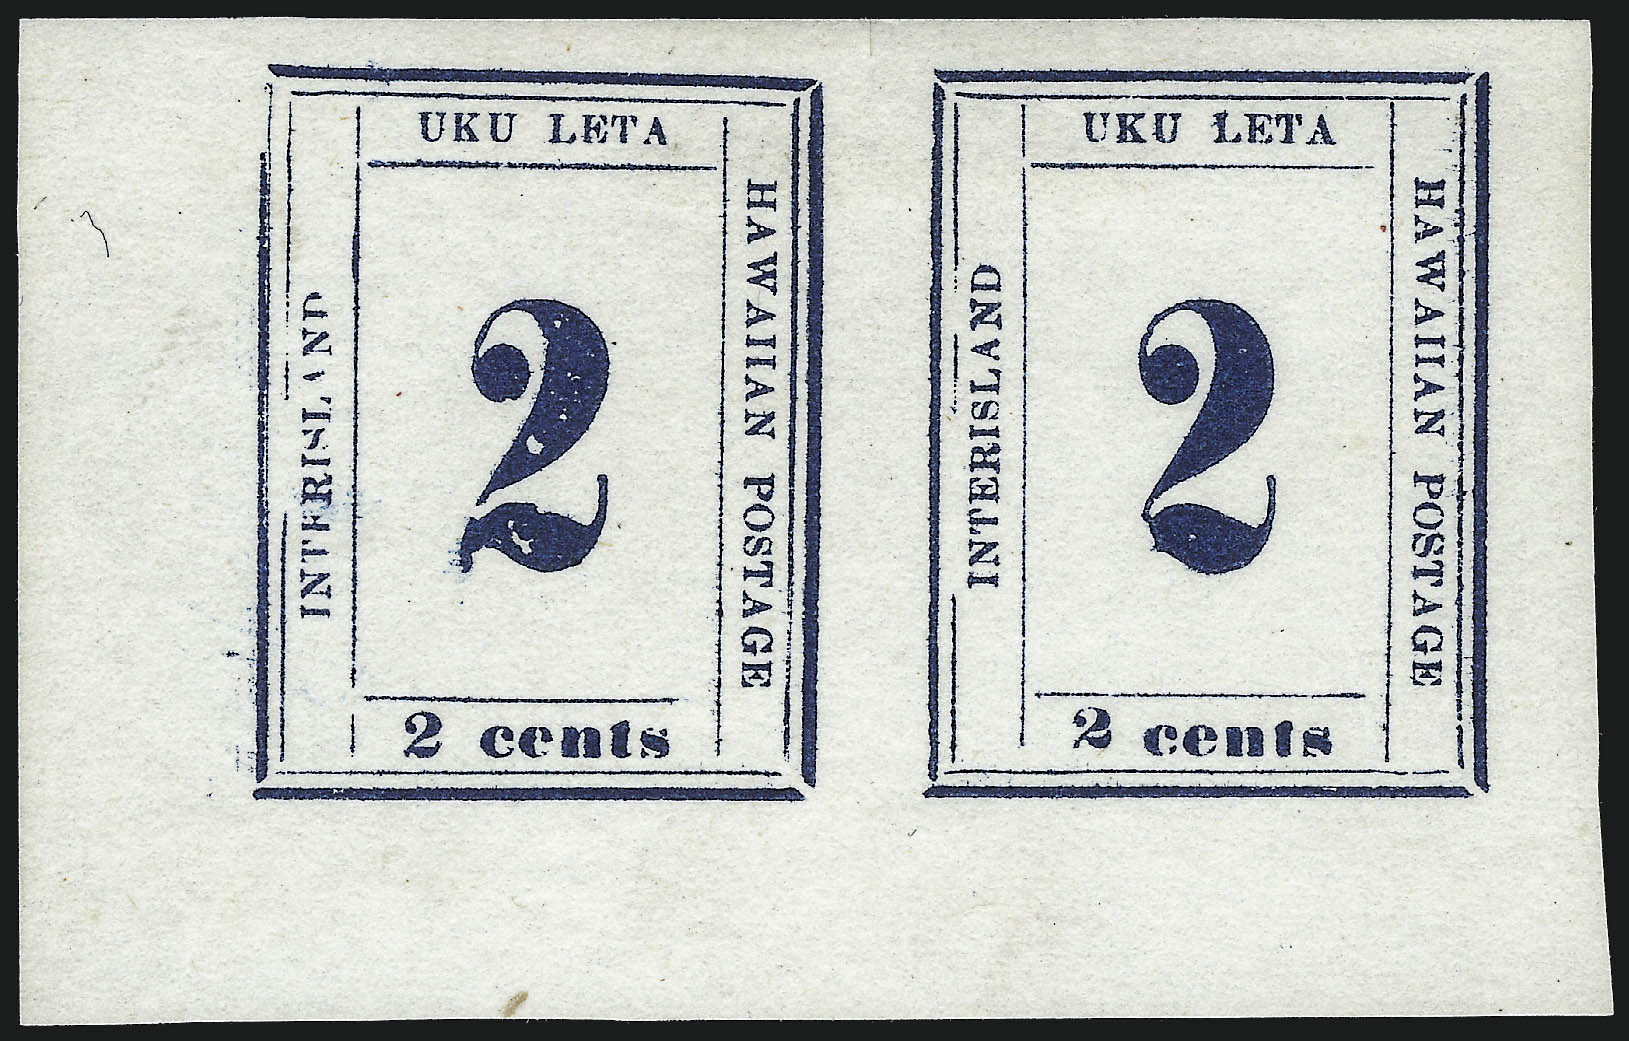 UKU LETA
INTERISLAND
2
HAWAIIAN POSTAGE
2 cents
UKU LETA
INTERISLAND
2
HAWAIIAN POSTAGE
2 cents